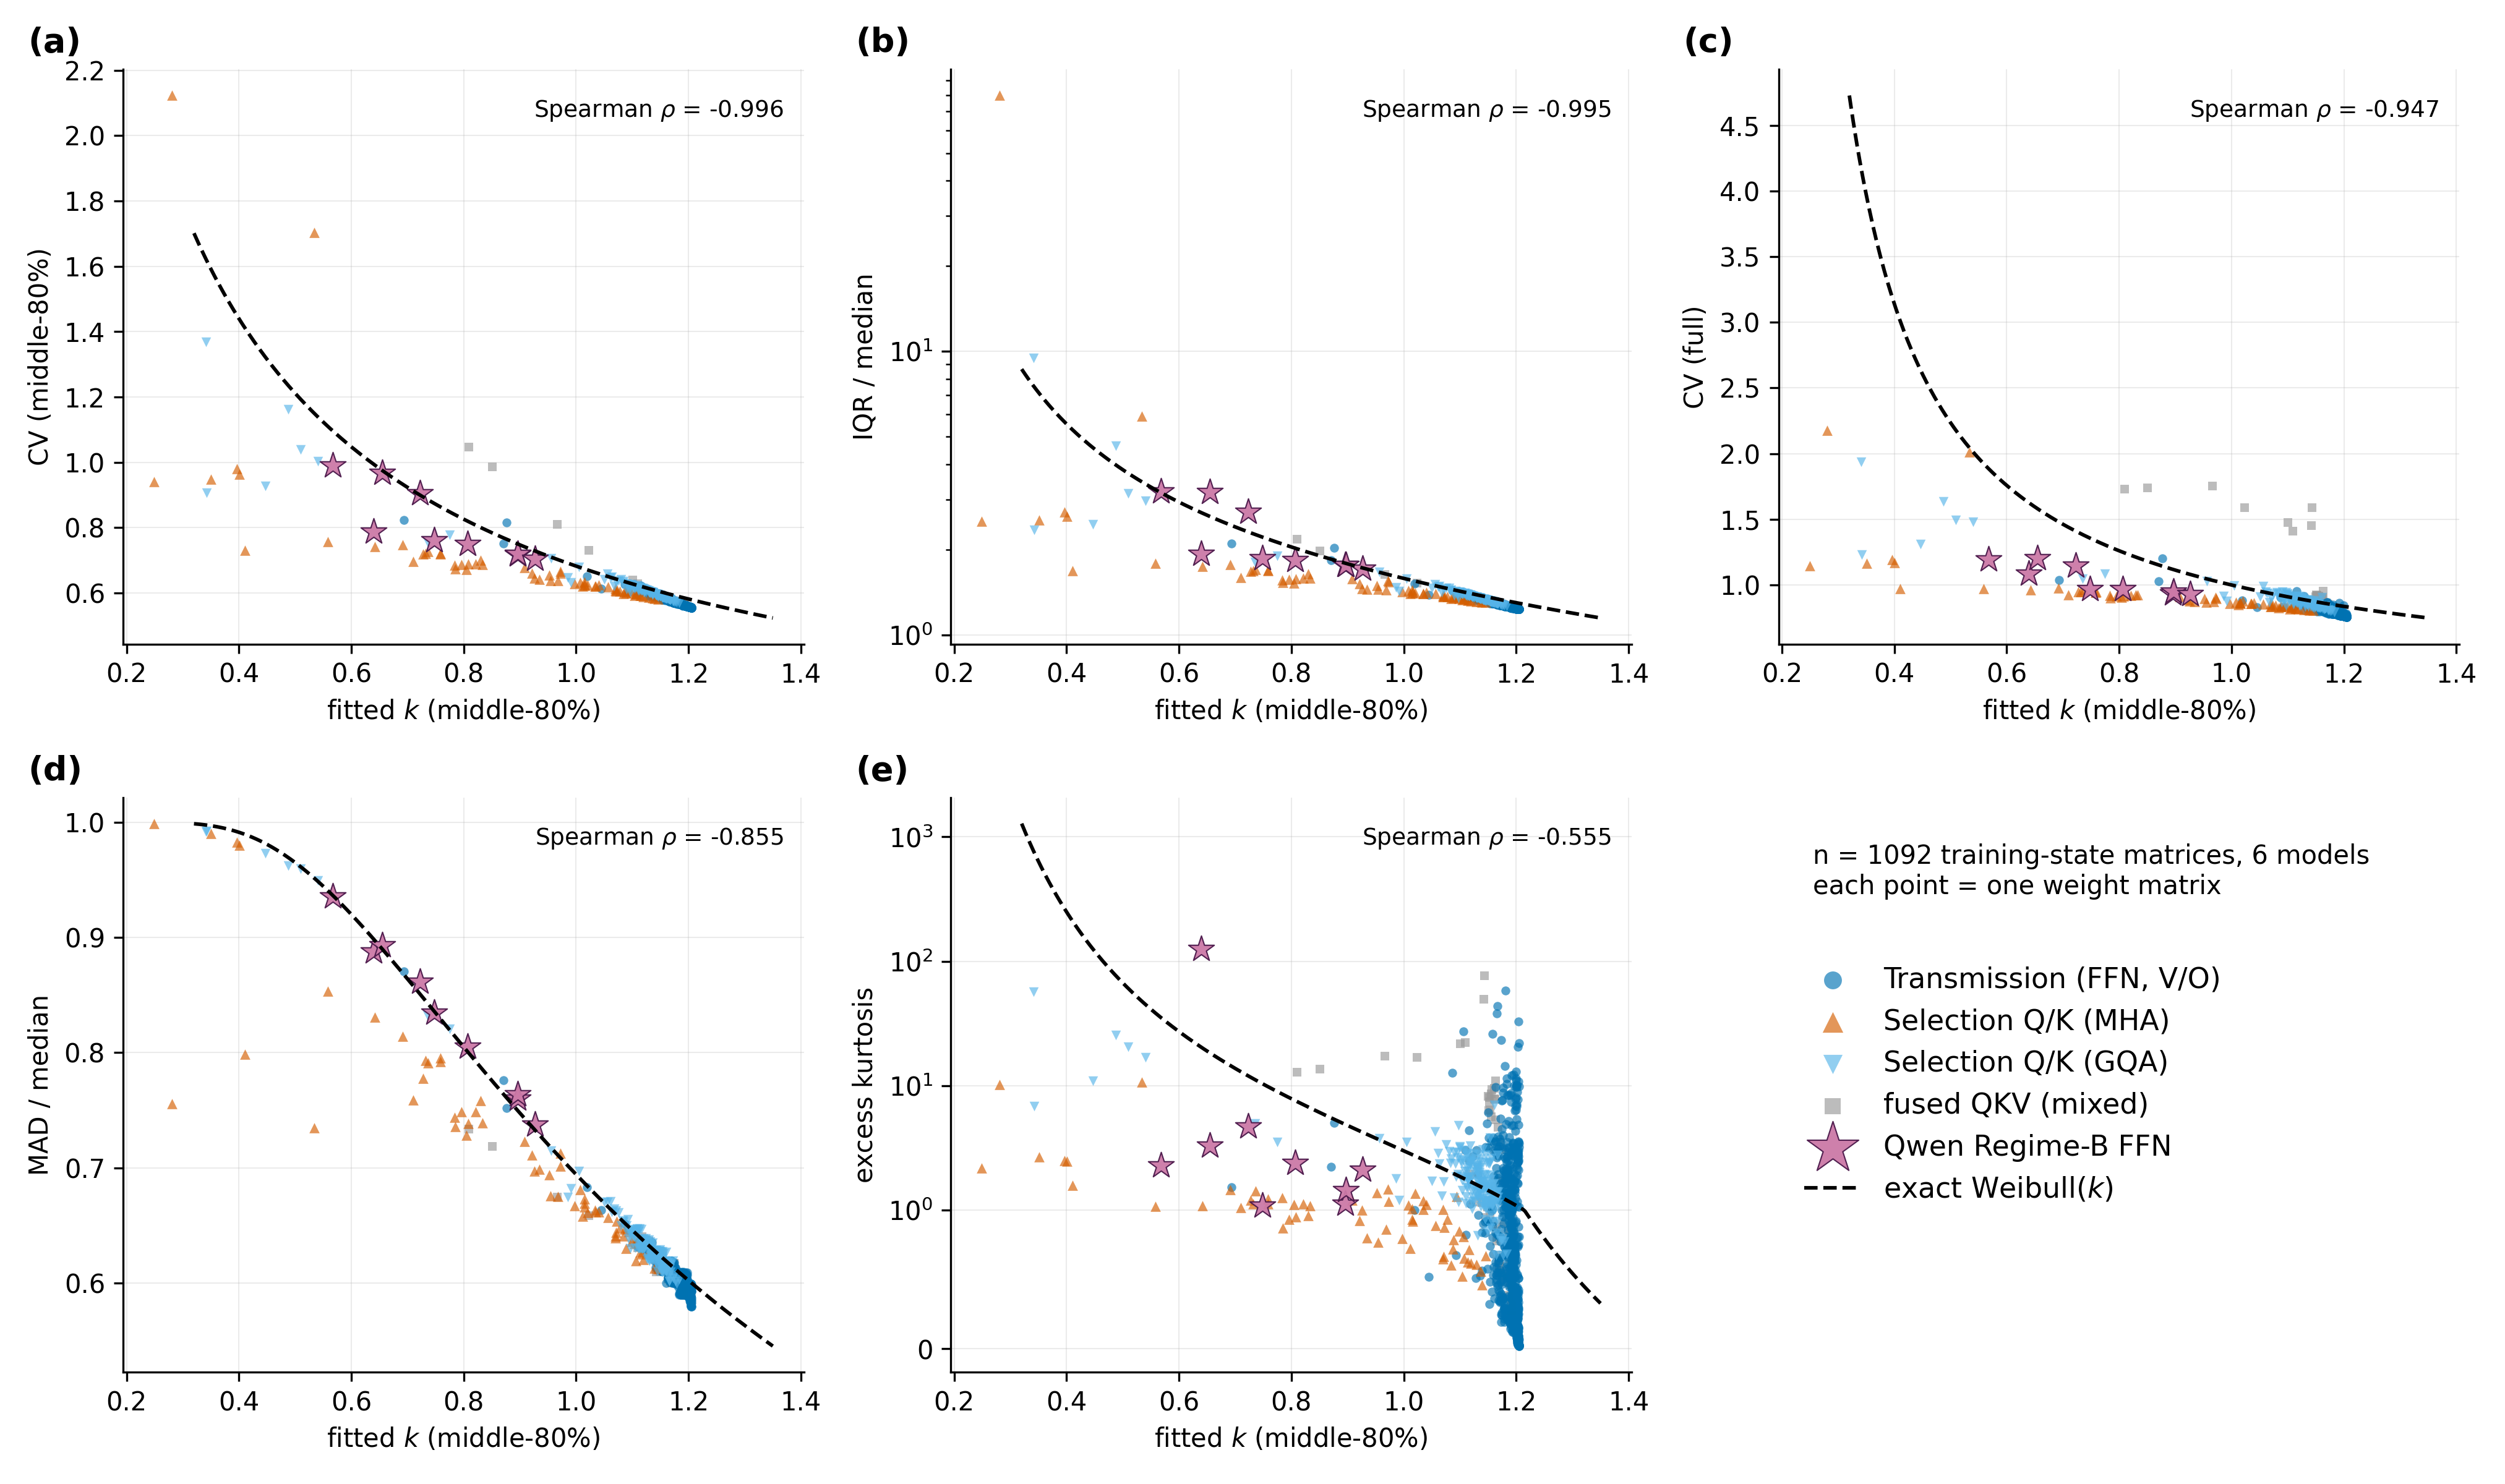 (a)
2.2
2.0
1.8
1.6
1.4
1.2
1.0
0.8
0.6
CV (middle-80%)
Spearman ρ = -0.996
0.2 0.4 0.6 0.8 1.0 1.2 1.4
fitted k (middle-80%)
(b)
10¹
10⁰
IQR / median
Spearman ρ = -0.995
0.2 0.4 0.6 0.8 1.0 1.2 1.4
fitted k (middle-80%)
(c)
4.5
4.0
3.5
3.0
2.5
2.0
1.5
1.0
CV (full)
Spearman ρ = -0.947
0.2 0.4 0.6 0.8 1.0 1.2 1.4
fitted k (middle-80%)
(d)
1.0
0.9
0.8
0.7
0.6
MAD / median
Spearman ρ = -0.855
0.2 0.4 0.6 0.8 1.0 1.2 1.4
fitted k (middle-80%)
(e)
10³
10²
10¹
10⁰
0
excess kurtosis
Spearman ρ = -0.555
0.2 0.4 0.6 0.8 1.0 1.2 1.4
fitted k (middle-80%)
n = 1092 training-state matrices, 6 models
each point = one weight matrix
Transmission (FFN, V/O)
Selection Q/K (MHA)
Selection Q/K (GQA)
fused QKV (mixed)
Qwen Regime-B FFN
exact Weibull(k)